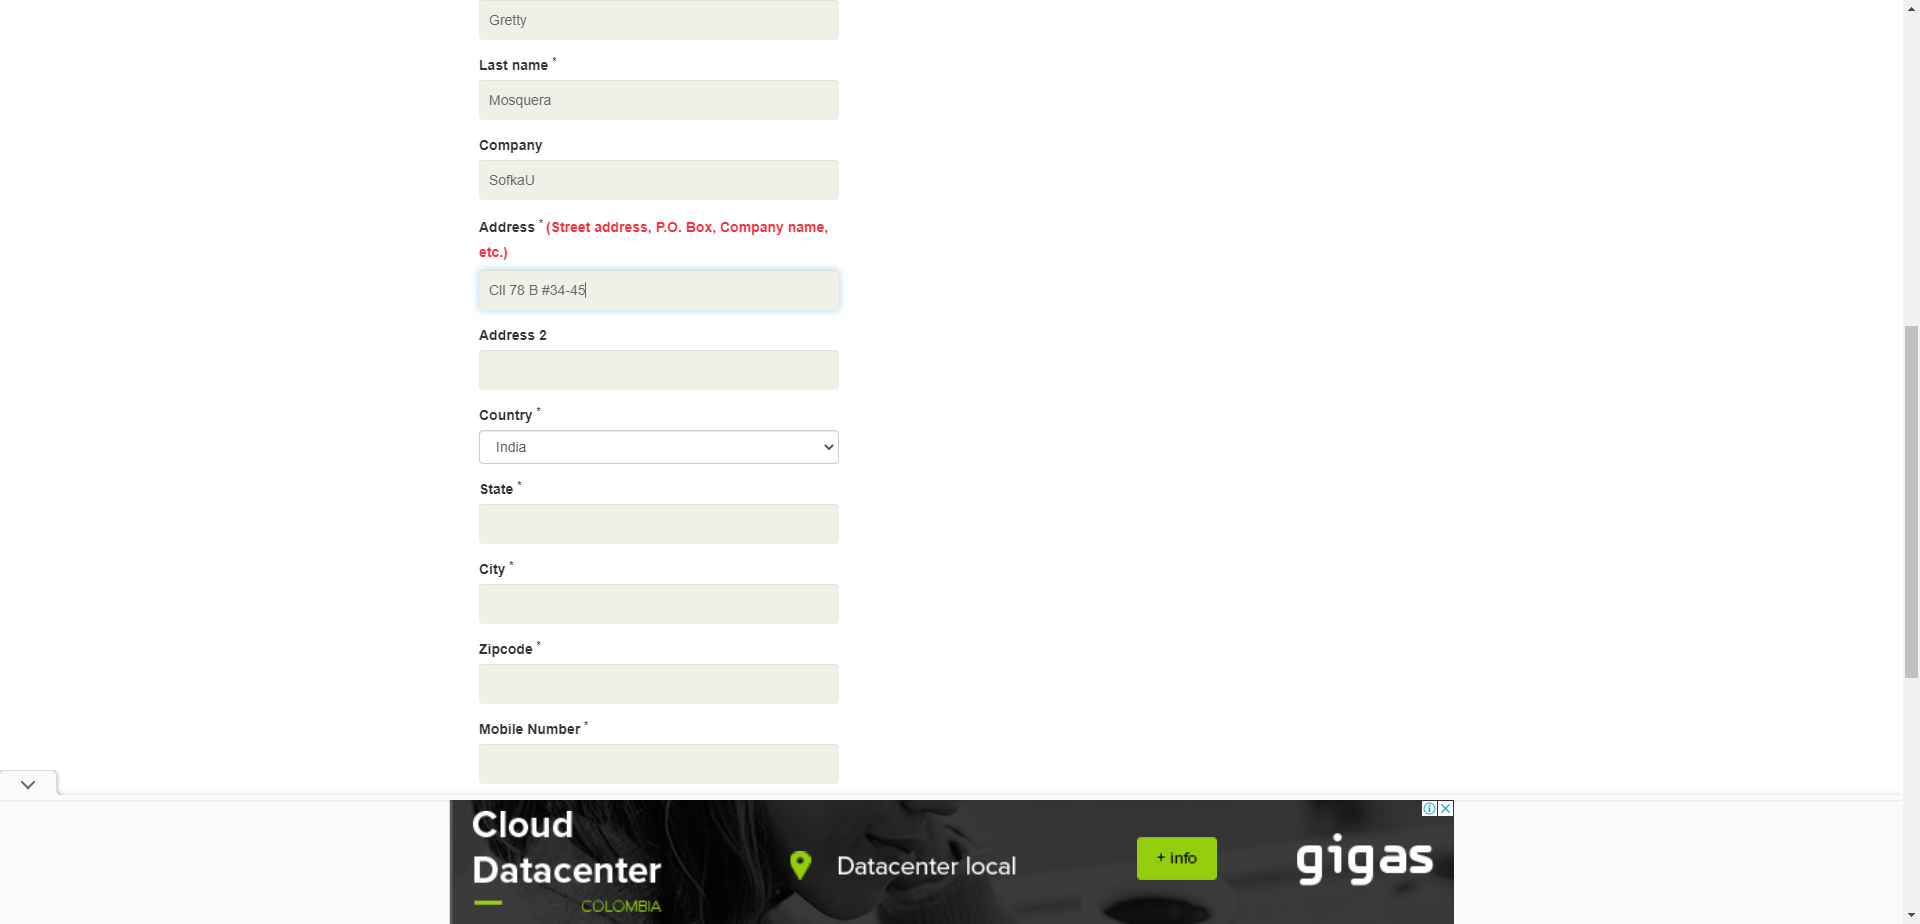 Gretty
Last name *
Mosquera
Company
SofkaU
Address * (Street address, P.O. Box, Company name,
etc.)
Cll 78 B #34-45
Address 2
Country *
India
State *
City *
Zipcode *
Mobile Number *
Cloud
Datacenter
COLOMBIA
Datacenter local
+ info
gigas